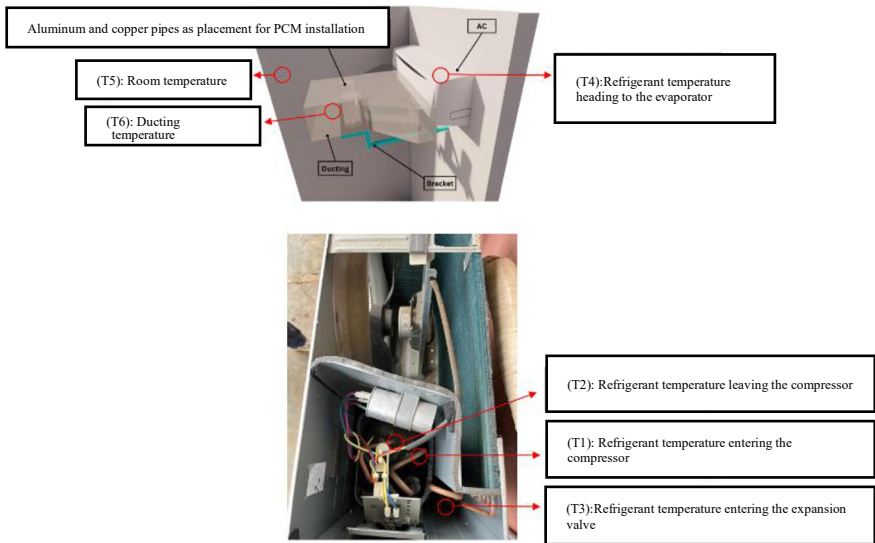 Aluminum and copper pipes as placement for PCM installation
AC
(T5): Room temperature
(T4):Refrigerant temperature
heading to the evaporator
(T6): Ducting
temperature
Ducting
Bracket
(T2): Refrigerant temperature leaving the compressor
(T1): Refrigerant temperature entering the
compressor
(T3):Refrigerant temperature entering the expansion
valve